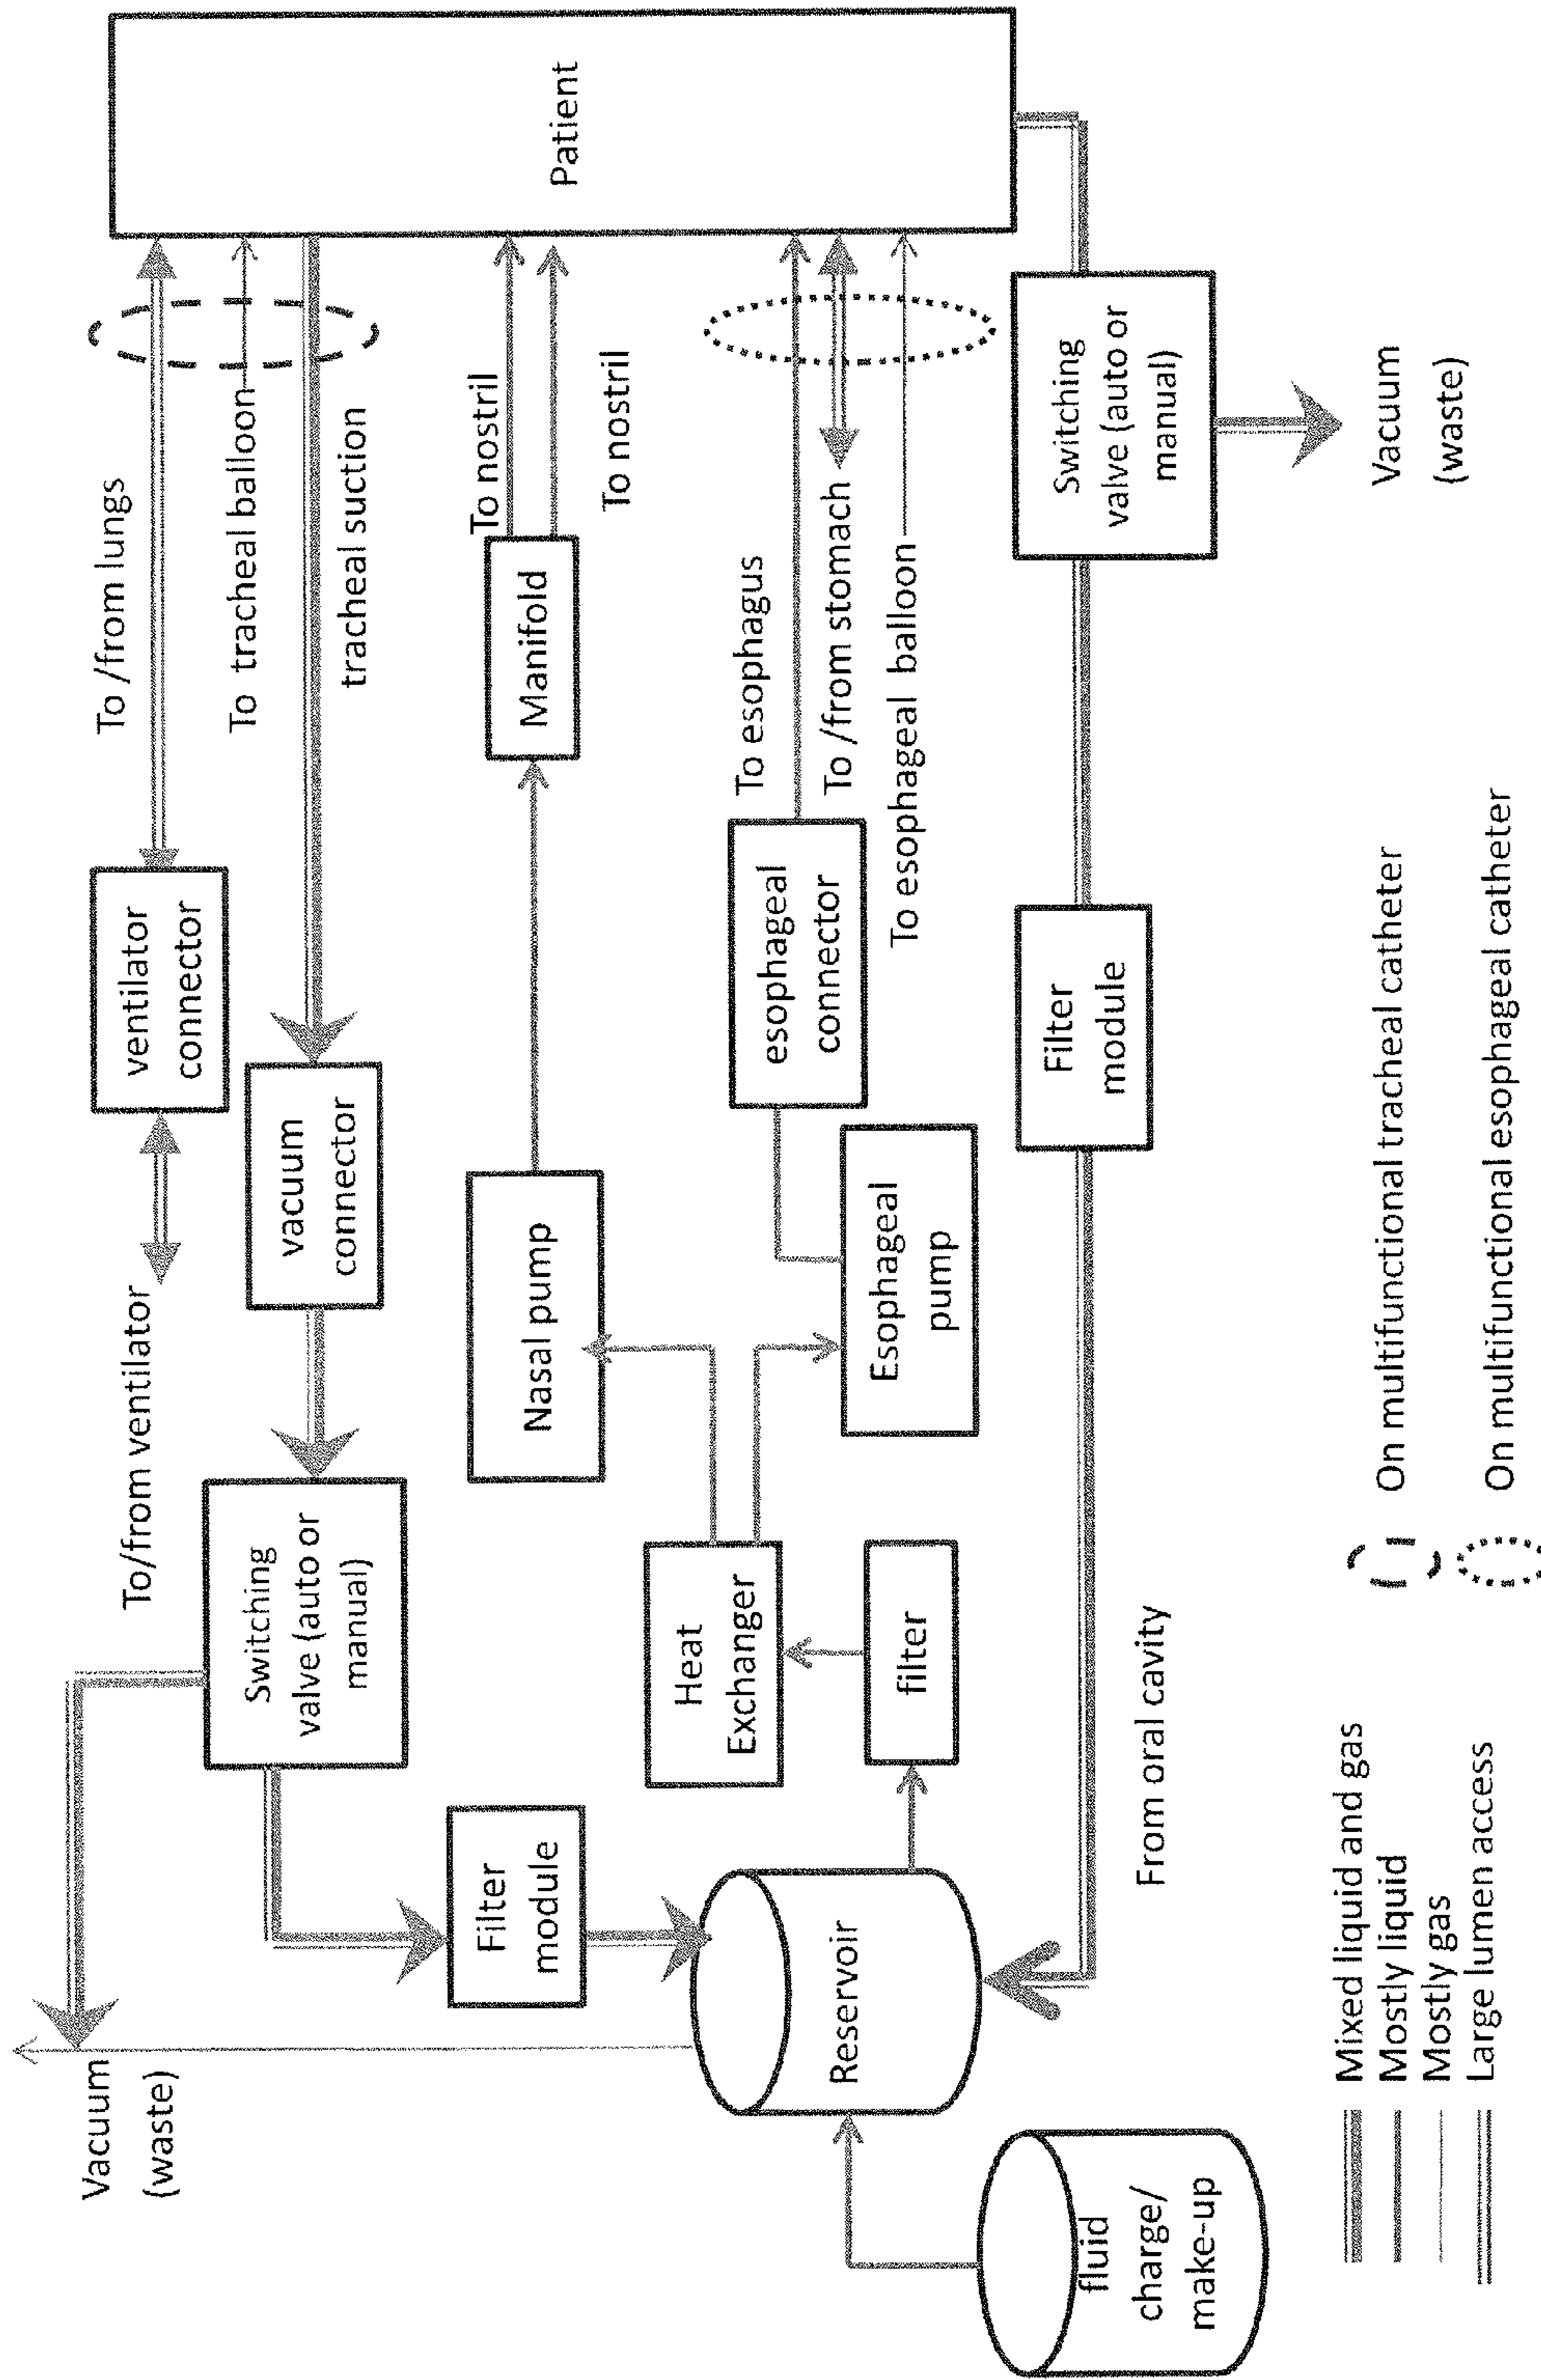 Vacuum
(waste)
To/from ventilator
ventilator
connector
To /from lungs
Switching
valve (auto or
manual)
vacuum
connector
To tracheal balloon
tracheal suction
Filter
module
Nasal pump
Manifold
To nostril
To nostril
Patient
Reservoir
Heat
Exchanger
filter
Esophageal
pump
esophageal
connector
To esophagus
To /from stomach
To esophageal balloon
fluid
charge/
make-up
From oral cavity
Filter
module
Switching
valve (auto or
manual)
Vacuum
(waste)
Mixed liquid and gas
Mostly liquid
Mostly gas
Large lumen access
On multifunctional tracheal catheter
On multifunctional esophageal catheter